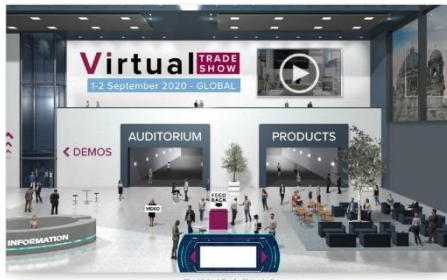 Virtual TRADE SHOW
1-2 September 2020 - GLOBAL
AUDITORIUM
PRODUCTS
< DEMOS
FEED
BACK
VIDEO
INFORMATION